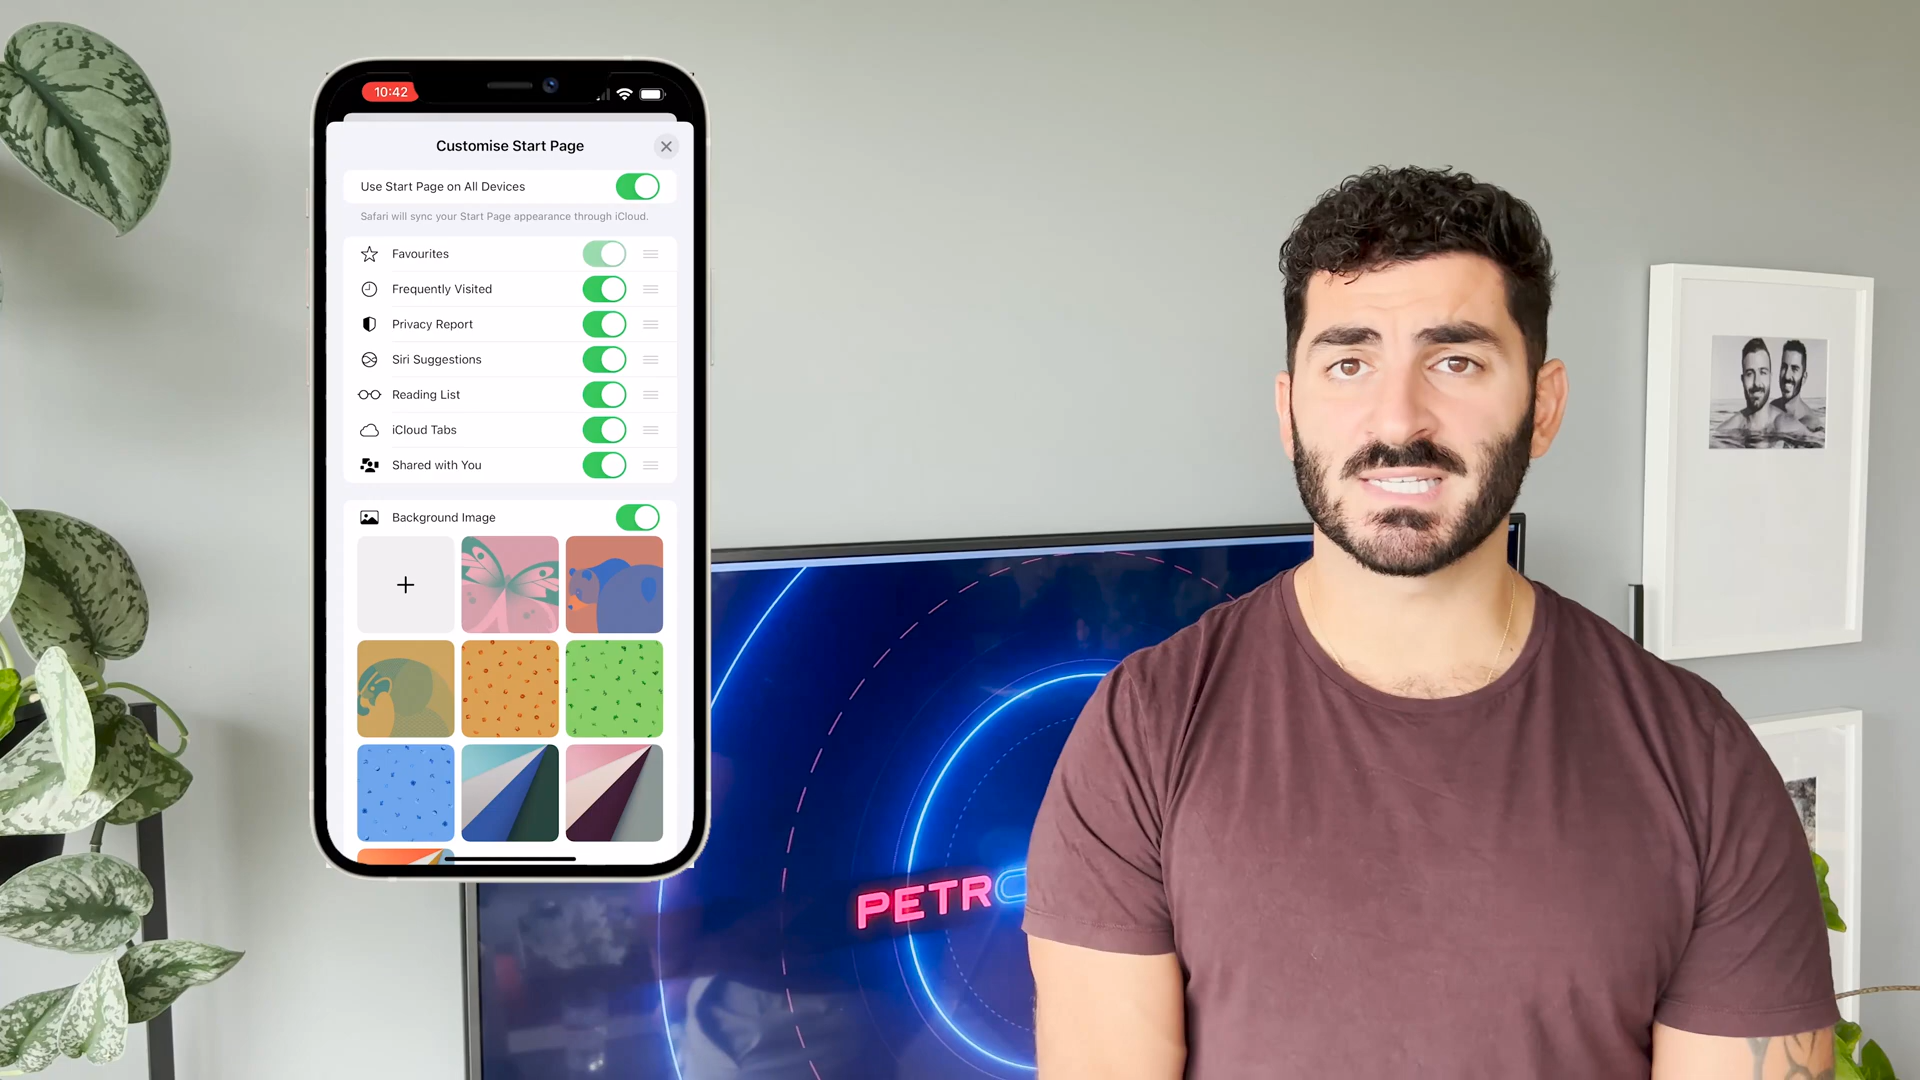 10:42
Customise Start Page
Use Start Page on All Devices
Safari will sync your Start Page appearance through iCloud.
Favourites
Frequently Visited
Privacy Report
Siri Suggestions
Reading List
iCloud Tabs
Shared with You
Background Image
PETR